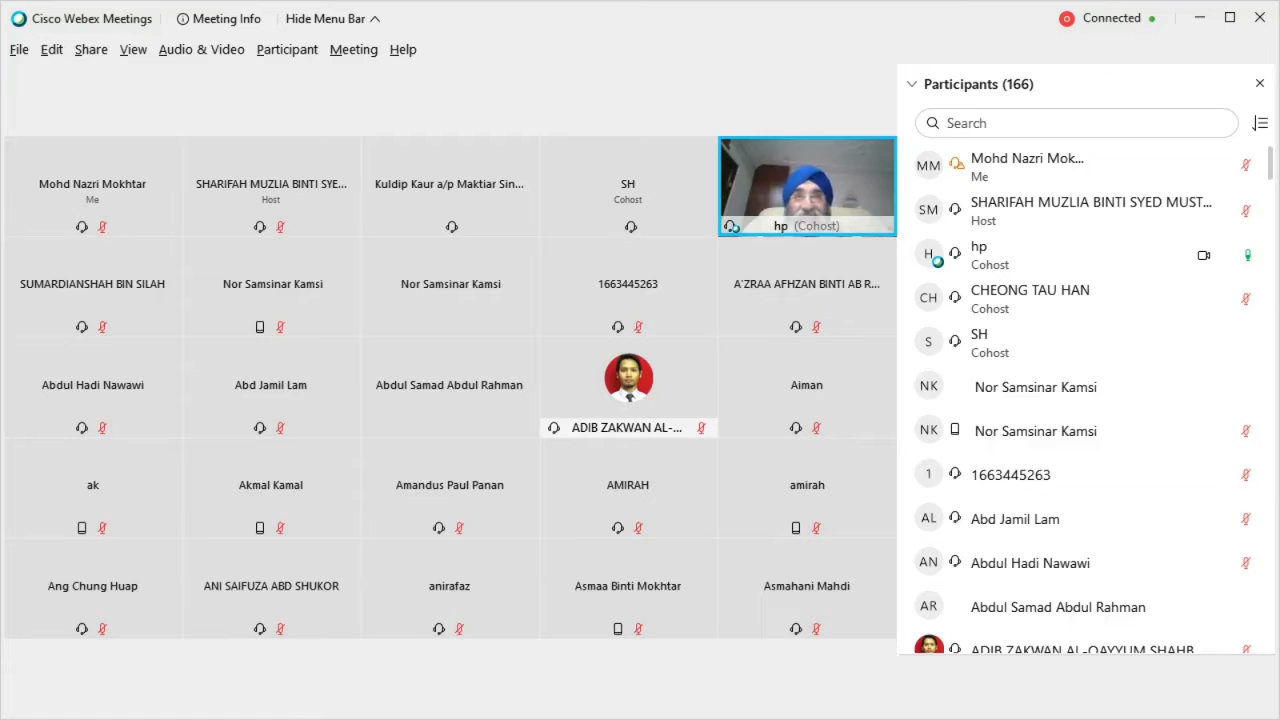 Cisco Webex Meetings
Meeting Info
Hide Menu Bar
Connected
File Edit Share View Audio & Video Participant Meeting Help
Mohd Nazri Mokhtar
Me
SHARIFAH MUZLIA BINTI SYE...
Host
Kuldip Kaur a/p Maktiar Sin...
SH
Cohost
hp (Cohost)
SUMARDIANSHAH BIN SILAH
Nor Samsinar Kamsi
Nor Samsinar Kamsi
1663445263
A'ZRAA AFHZAN BINTI AB R...
Abdul Hadi Nawawi
Abd Jamil Lam
Abdul Samad Abdul Rahman
ADIB ZAKWAN AL-...
Aiman
ak
Akmal Kamal
Amandus Paul Panan
AMIRAH
amirah
Ang Chung Huap
ANI SAIFUZA ABD SHUKOR
anirafaz
Asmaa Binti Mokhtar
Asmahani Mahdi
Participants (166)
Search
MM
Mohd Nazri Mok...
Me
SM
SHARIFAH MUZLIA BINTI SYED MUST...
Host
H
hp
Cohost
CH
CHEONG TAU HAN
Cohost
S
SH
Cohost
NK
Nor Samsinar Kamsi
NK
Nor Samsinar Kamsi
1
1663445263
AL
Abd Jamil Lam
AN
Abdul Hadi Nawawi
AR
Abdul Samad Abdul Rahman
ADIB ZAKWAN AL-QAYYUM SHAHB